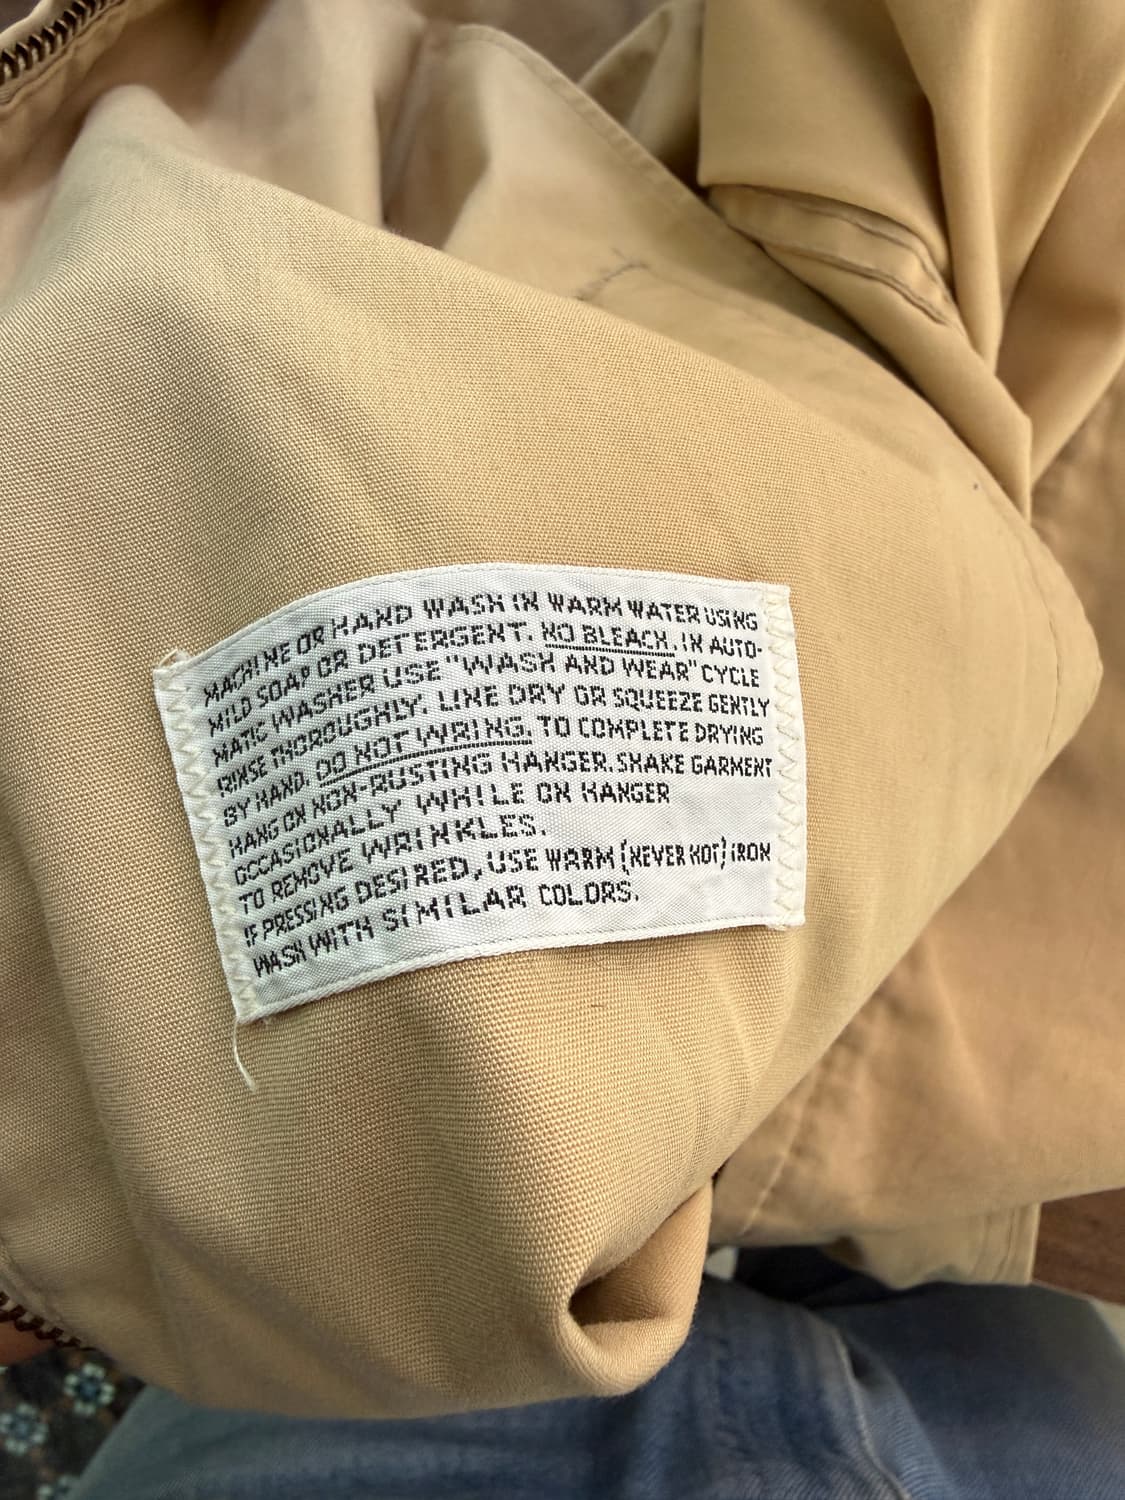 MACHINE OR HAND WASH IN WARM WATER USING
MILD SOAP OR DETERGENT. NO BLEACH. IN AUTO-
MATIC WASHER USE "WASH AND WEAR" CYCLE
RINSE THOROUGHLY. LINE DRY OR SQUEEZE GENTLY
BY HAND. DO NOT WRING. TO COMPLETE DRYING
HANG ON NON-RUSTING HANGER. SHAKE GARMENT
OCCASIONALLY WHILE ON HANGER
TO REMOVE WRINKLES.
IF PRESSING DESIRED, USE WARM (NEVER HOT) IRON
WASH WITH SIMILAR COLORS.